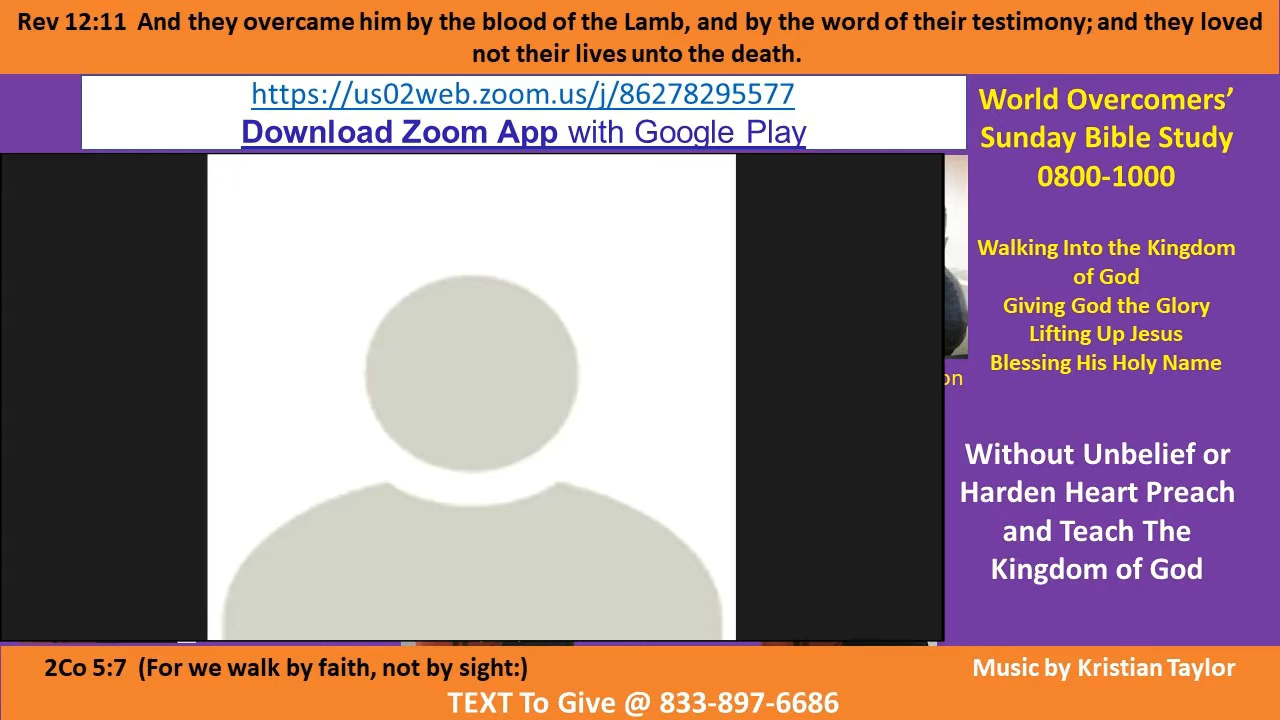 Rev 12:11 And they overcame him by the blood of the Lamb, and by the word of their testimony; and they loved
not their lives unto the death.
https://us02web.zoom.us/j/86278295577
Download Zoom App with Google Play
World Overcomers’
Sunday Bible Study
0800-1000
Walking Into the Kingdom
of God
Giving God the Glory
Lifting Up Jesus
Blessing His Holy Name
on
Without Unbelief or
Harden Heart Preach
and Teach The
Kingdom of God
2Co 5:7 (For we walk by faith, not by sight:)
Music by Kristian Taylor
TEXT To Give @ 833-897-6686